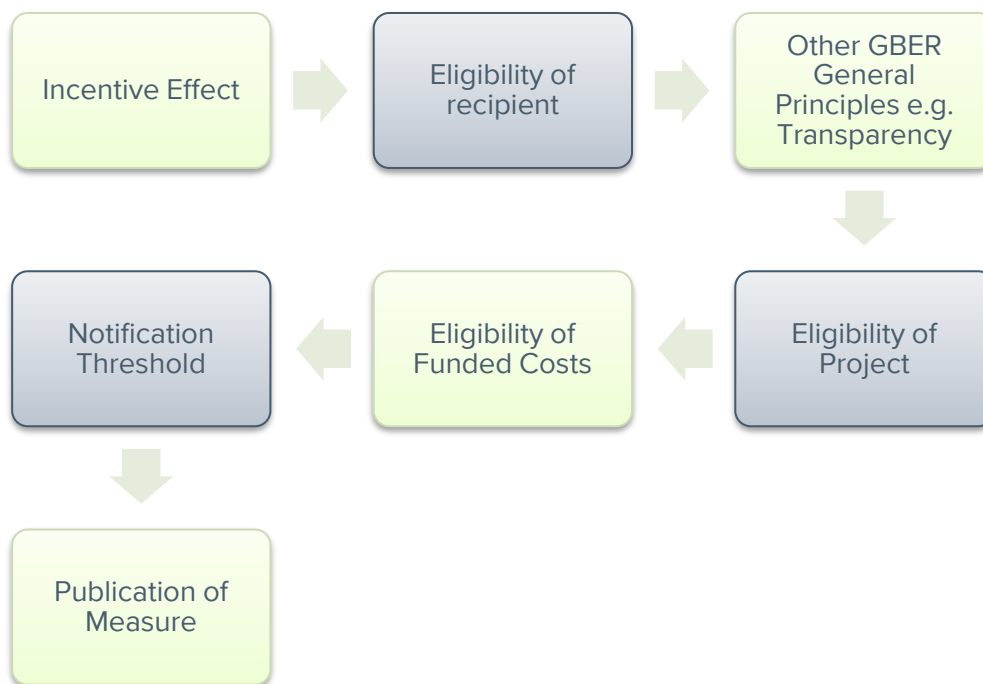 Incentive Effect
Eligibility of
recipient
Other GBER
General
Principles e.g.
Transparency
Eligibility of
Project
Eligibility of
Funded Costs
Notification
Threshold
Publication of
Measure